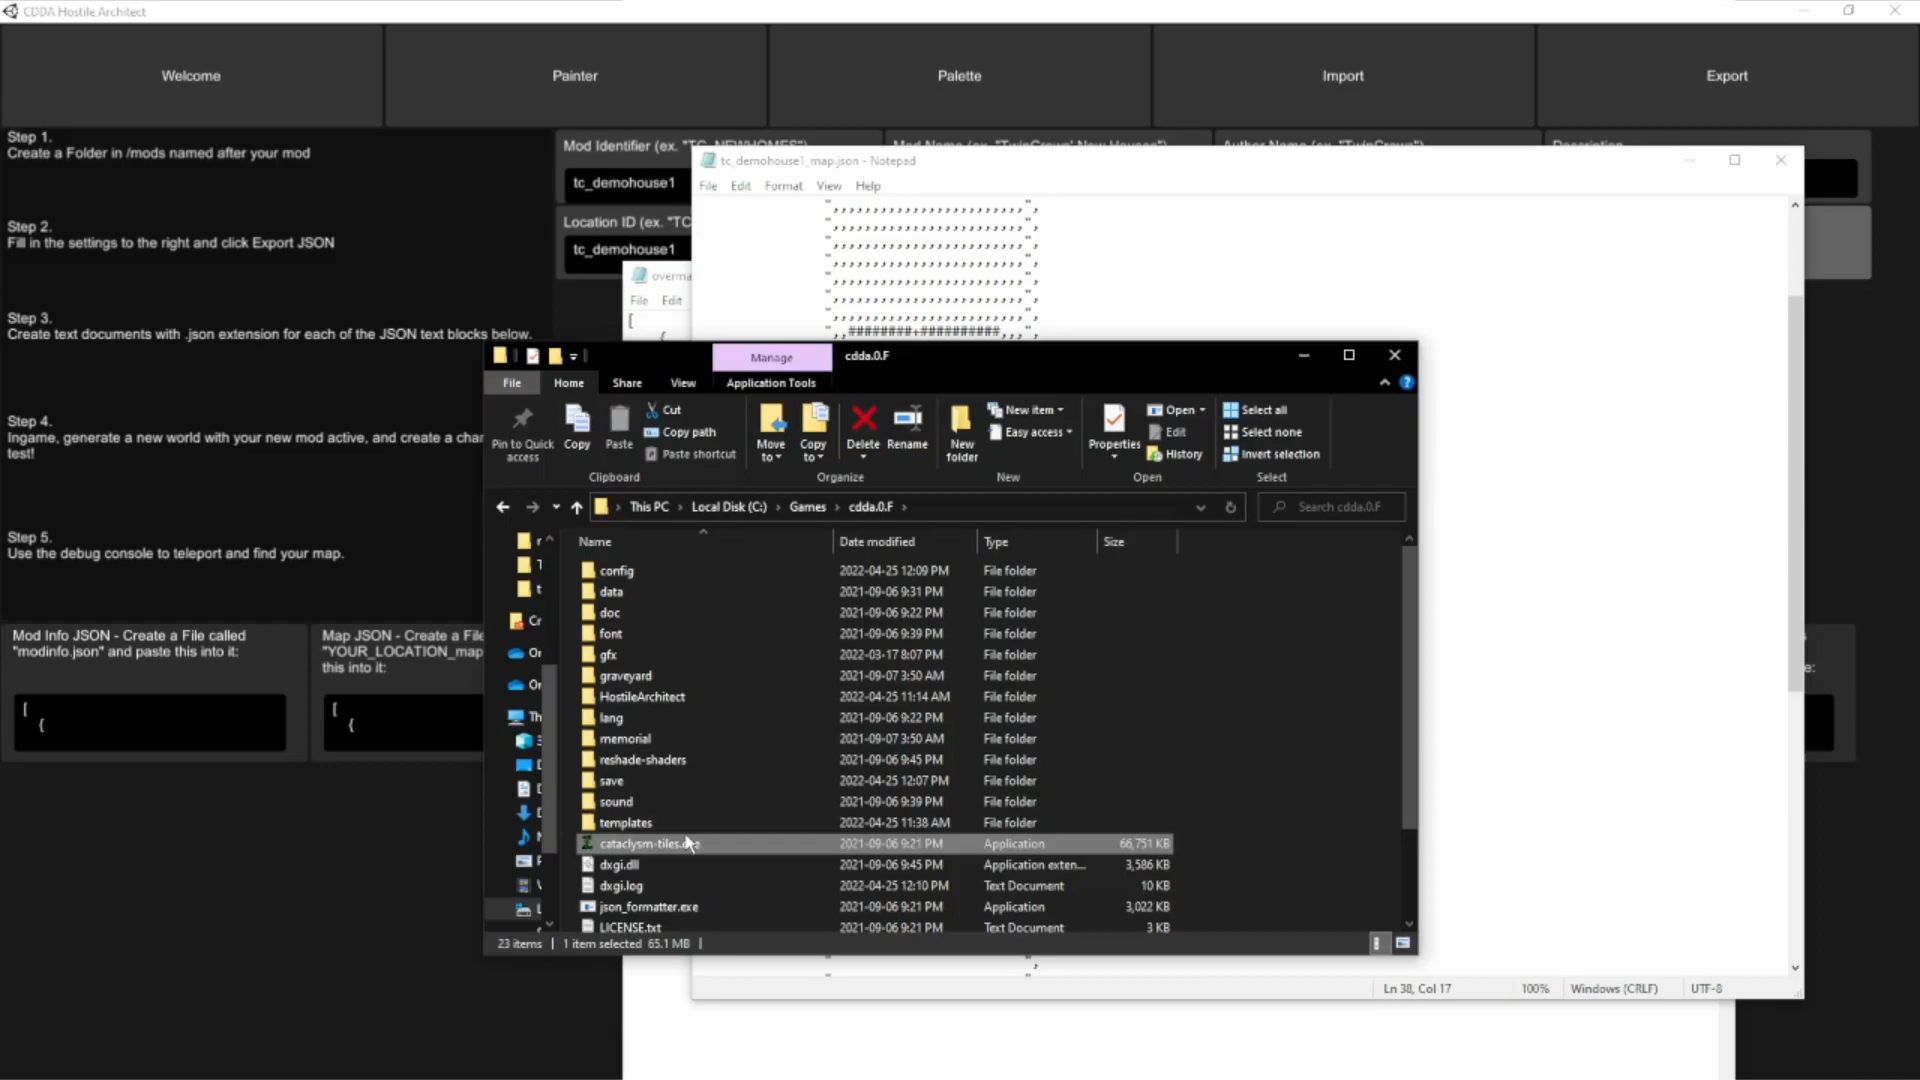 CDDA Hostile Architect
Welcome
Painter
Palette
Import
Export
Step 1.
Create a Folder in /mods named after your mod
Step 2.
Fill in the settings to the right and click Export JSON
Step 3.
Create text documents with .json extension for each of the JSON text blocks below.
Step 4.
Ingame, generate a new world with your new mod active, and create a cha
test!
Step 5.
Use the debug console to teleport and find your map.
Mod Info JSON - Create a File called
"modinfo.json" and paste this into it:
[
{
Map JSON - Create a File
"YOUR_LOCATION_map
this into it:
[
{
Mod Identifier (ex. "TC_NEWHOMES")
tc_demohouse1
Location ID (ex. "TC
tc_demohouse1
overma
File Edit
[
{
tc_demohouse1_map.json - Notepad
File Edit Format View Help
",,,,,,,,,,,,,,,,,,,,,,,,",
",,,,,,,,,,,,,,,,,,,,,,,,",
",,,,,,,,,,,,,,,,,,,,,,,,",
",,,,,,,,,,,,,,,,,,,,,,,,",
",,,,,,,,,,,,,,,,,,,,,,,,",
",,,,,,,,,,,,,,,,,,,,,,,,",
",,########+##########,,,",
Ln 38, Col 17
100%
Windows (CRLF)
UTF-8
Manage
cdda.0.F
File Home Share View Application Tools
Pin to Quick
access
Copy
Paste
Cut
Copy path
Paste shortcut
Clipboard
Move
to
Copy
to
Delete
Rename
Organize
New
folder
New item
Easy access
New
Properties
Open
Edit
History
Open
Select all
Select none
Invert selection
Select
This PC > Local Disk (C:) > Games > cdda.0.F >
Search cdda.0.F
Name Date modified Type Size
config 2022-04-25 12:09 PM File folder
data 2021-09-06 9:31 PM File folder
doc 2021-09-06 9:22 PM File folder
font 2021-09-06 9:39 PM File folder
gfx 2022-03-17 8:07 PM File folder
graveyard 2021-09-07 3:50 AM File folder
HostileArchitect 2022-04-25 11:14 AM File folder
lang 2021-09-06 9:22 PM File folder
memorial 2021-09-07 3:50 AM File folder
reshade-shaders 2021-09-06 9:45 PM File folder
save 2022-04-25 12:07 PM File folder
sound 2021-09-06 9:39 PM File folder
templates 2022-04-25 11:38 AM File folder
cataclysm-tiles.exe 2021-09-06 9:21 PM Application 66,751 KB
dxgi.dll 2021-09-06 9:45 PM Application exten... 3,586 KB
dxgi.log 2022-04-25 12:10 PM Text Document 10 KB
json_formatter.exe 2021-09-06 9:21 PM Application 3,022 KB
LICENSE.txt 2021-09-06 9:21 PM Text Document 3 KB
23 items 1 item selected 65.1 MB